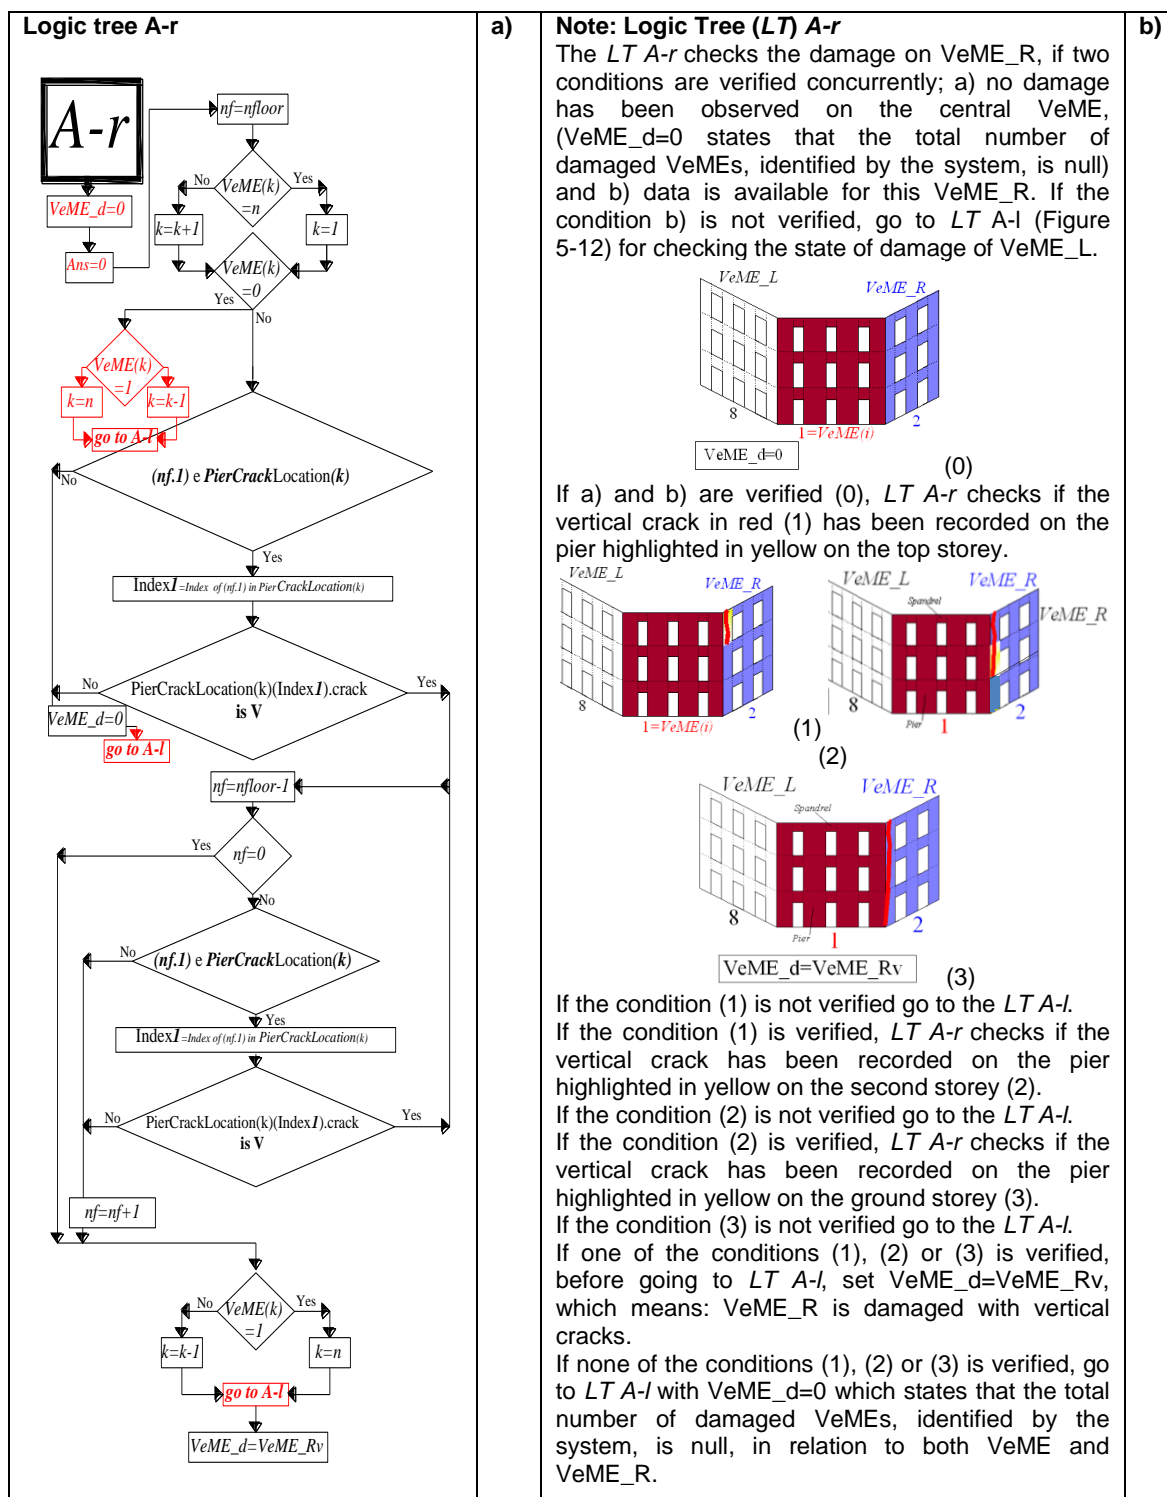 Logic tree A-r
a)
A-r
nf=nfloor
No
Yes
VeME(k)
=n
VeME_d=0
k=k+1
k=1
Ans=0
VeME(k)
=0
Yes
No
VeME(k)
=1
k=n
k=k-1
go to A-l
(nf.1) e PierCrackLocation(k)
No
Yes
Index1=Index of (nf.1) in PierCrackLocation(k)
PierCrackLocation(k)(Index1).crack
is V
No
Yes
VeME_d=0
go to A-l
nf=nfloor-1
Yes
nf=0
No
(nf.1) e PierCrackLocation(k)
No
Yes
Index1=Index of (nf.1) in PierCrackLocation(k)
PierCrackLocation(k)(Index1).crack
is V
No
Yes
nf=nf+1
No
Yes
VeME(k)
=1
k=k-1
k=n
go to A-l
VeME_d=VeME_Rv
Note: Logic Tree (LT) A-r
b)
The LT A-r checks the damage on VeME_R, if two
conditions are verified concurrently; a) no damage
has been observed on the central VeME,
(VeME_d=0 states that the total number of
damaged VeMEs, identified by the system, is null)
and b) data is available for this VeME_R. If the
condition b) is not verified, go to LT A-l (Figure
5-12) for checking the state of damage of VeME_L.
VeME_L
VeME_R
8
1=VeME(i)
2
VeME_d=0
(0)
If a) and b) are verified (0), LT A-r checks if the
vertical crack in red (1) has been recorded on the
pier highlighted in yellow on the top storey.
VeME_L
VeME_R
8
1=VeME(i)
2
(1)
VeME_L
VeME_R
Spandrel
VeME_R
8
Pier
1
2
(2)
VeME_L
VeME_R
Spandrel
8
Pier
1
2
VeME_d=VeME_Rv
(3)
If the condition (1) is not verified go to the LT A-l.
If the condition (1) is verified, LT A-r checks if the
vertical crack has been recorded on the pier
highlighted in yellow on the second storey (2).
If the condition (2) is not verified go to the LT A-l.
If the condition (2) is verified, LT A-r checks if the
vertical crack has been recorded on the pier
highlighted in yellow on the ground storey (3).
If the condition (3) is not verified go to the LT A-l.
If one of the conditions (1), (2) or (3) is verified,
before going to LT A-l, set VeME_d=VeME_Rv,
which means: VeME_R is damaged with vertical
cracks.
If none of the conditions (1), (2) or (3) is verified, go
to LT A-l with VeME_d=0 which states that the total
number of damaged VeMEs, identified by the
system, is null, in relation to both VeME and
VeME_R.